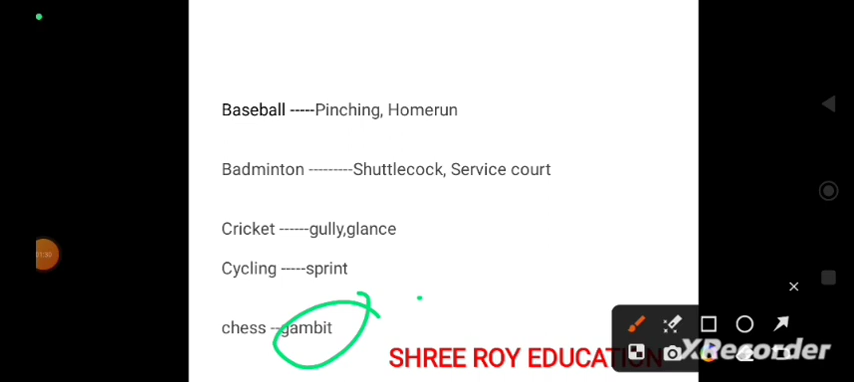 Baseball -----Pinching, Homerun
Badminton ---------Shuttlecock, Service court
Cricket ------gully,glance
Cycling -----sprint
chess --gambit
SHREE ROY EDUCATION
XRecorder